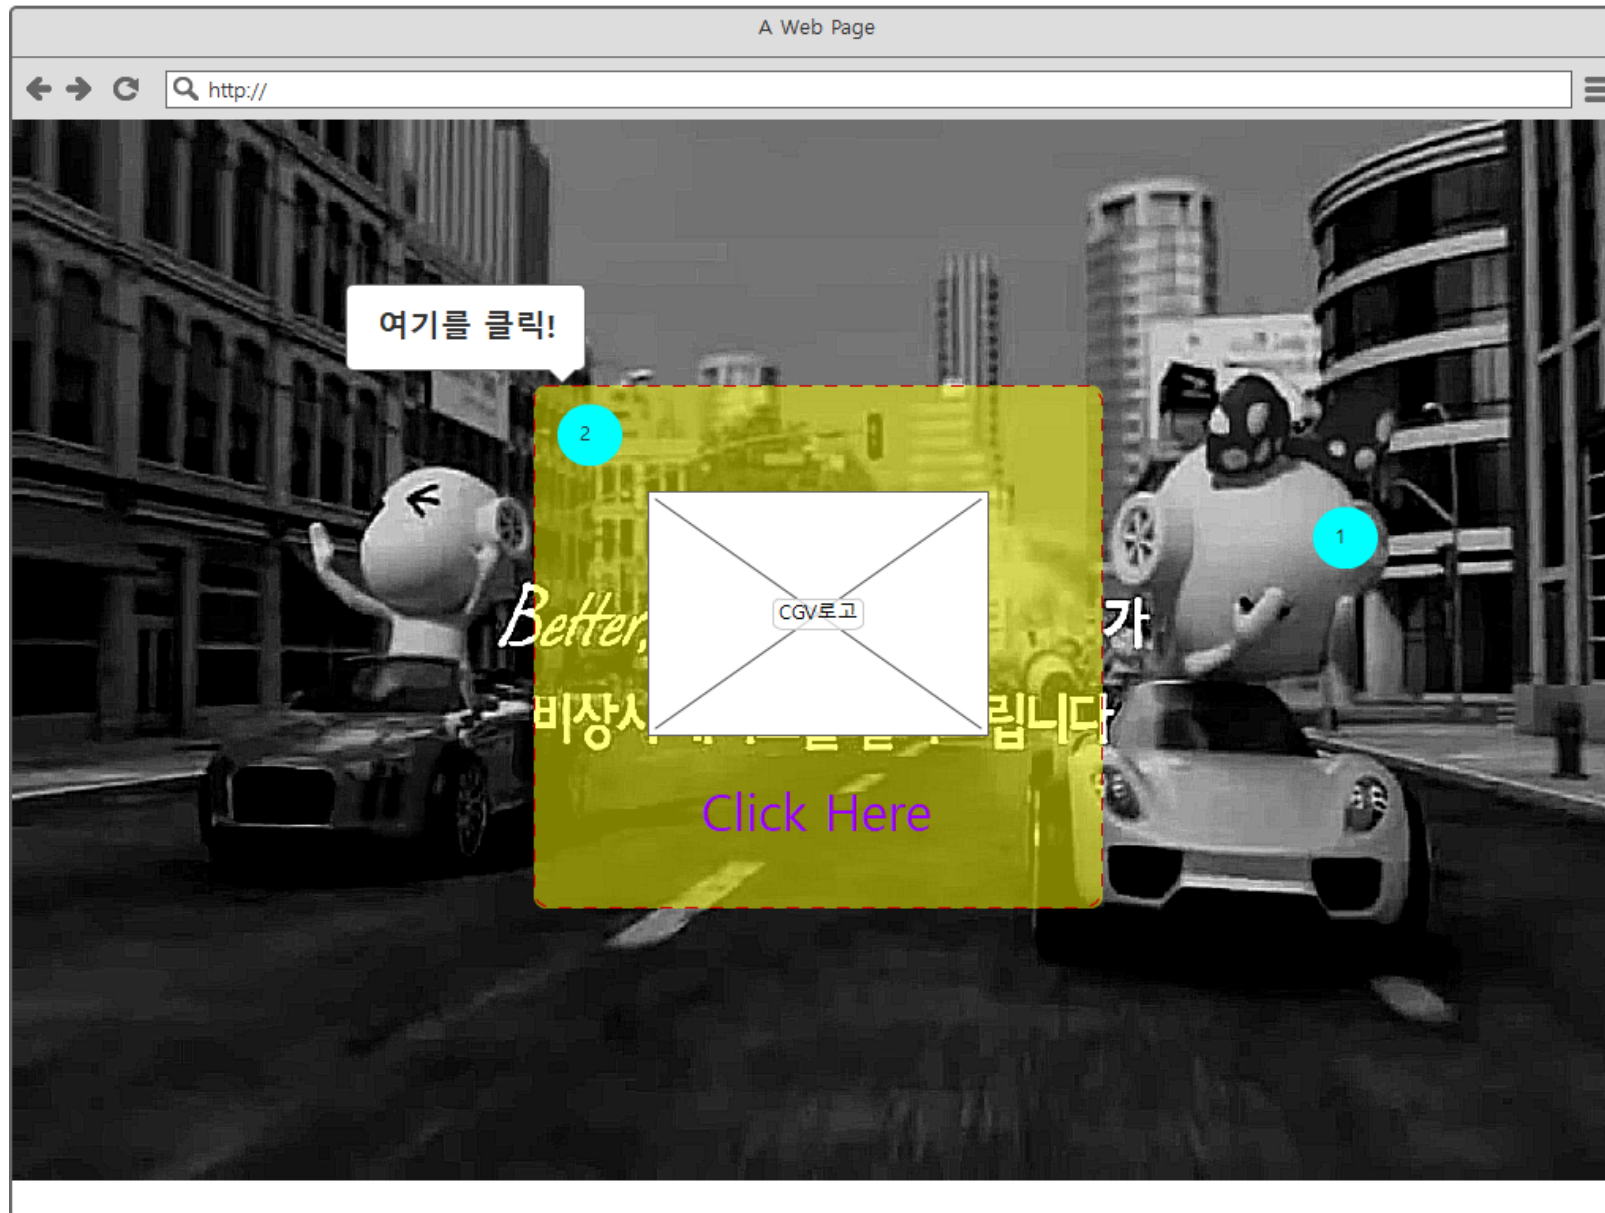 A Web Page
http://
여기를 클릭!
2
1
CGV로고
Better,
가
비상시
립니다
Click Here